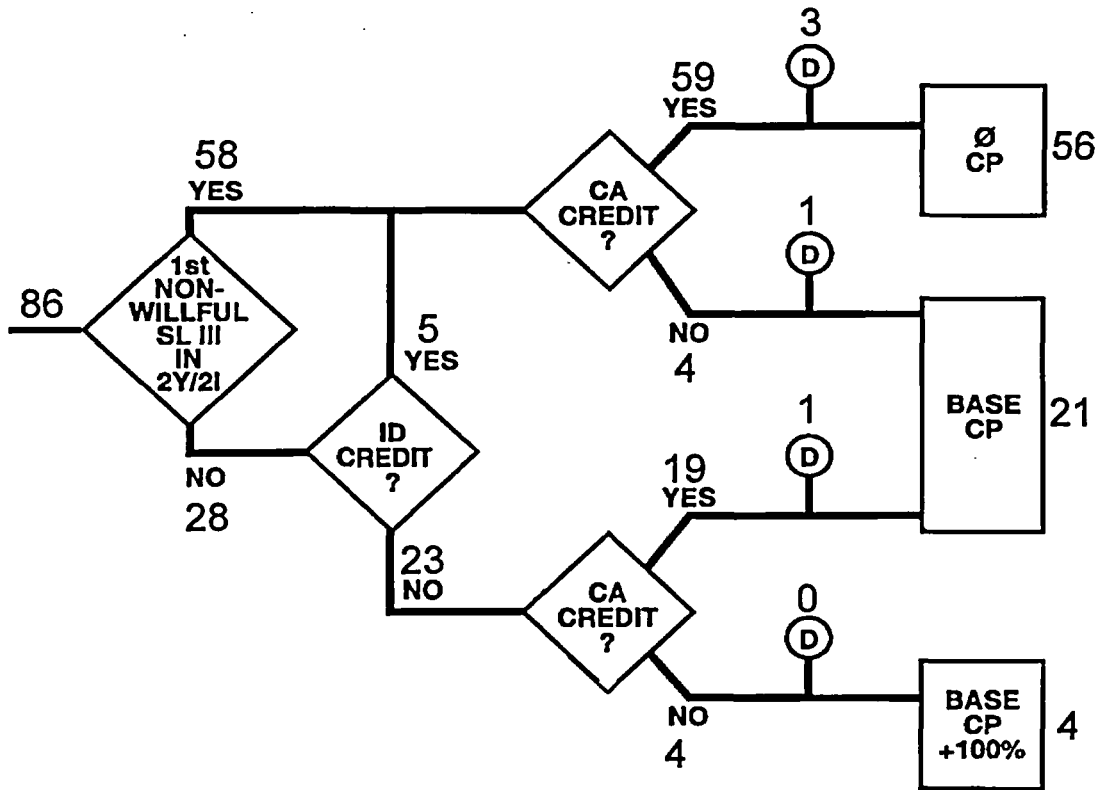 3
D
59
YES
Ø
CP
56
58
YES
CA
CREDIT
?
1
D
86
1st
NON-
WILLFUL
SL III
IN
2Y/2I
5
YES
NO
4
BASE
CP
21
1
D
ID
CREDIT
?
NO
28
19
YES
23
NO
CA
CREDIT
?
0
D
NO
4
BASE
CP
+100%
4